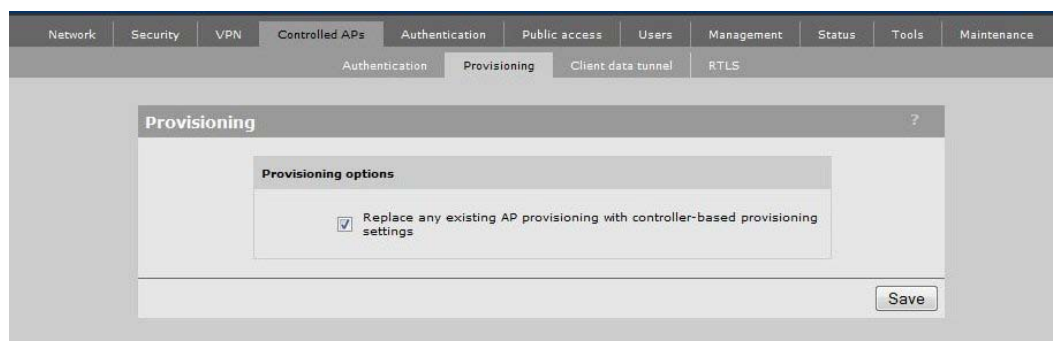 Network Security VPN Controlled APs Authentication Public access Users Management Status Tools Maintenance
Authentication Provisioning Client data tunnel RTLS
Provisioning ?
Provisioning options
Replace any existing AP provisioning with controller-based provisioning
settings
Save